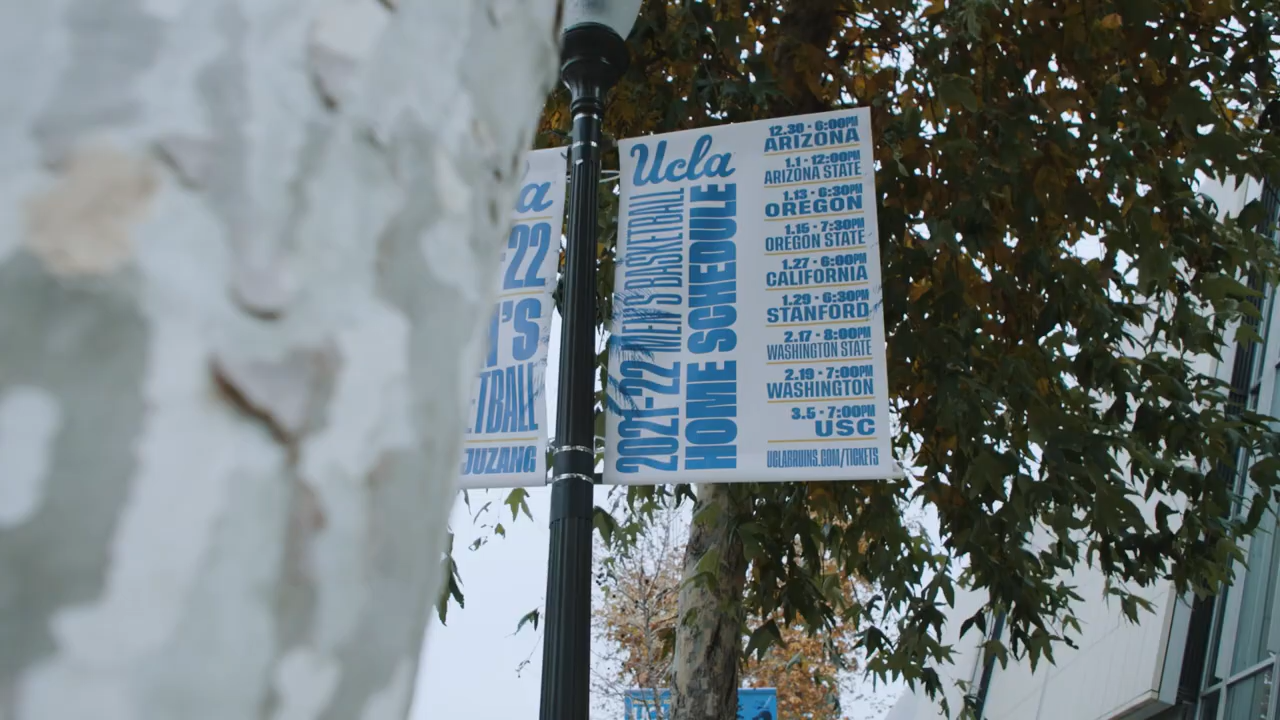 a
-22
'S
TBALL
JUZANG
Ucla
2021-22 MEN'S BASKETBALL
HOME SCHEDULE
12.30 • 6:00PM
ARIZONA
1.1 • 12:00PM
ARIZONA STATE
1.13 • 6:30PM
OREGON
1.15 • 7:30PM
OREGON STATE
1.27 • 6:00PM
CALIFORNIA
1.29 • 6:30PM
STANFORD
2.17 • 8:00PM
WASHINGTON STATE
2.19 • 7:00PM
WASHINGTON
3.5 • 7:00PM
USC
UCLABRUINS.COM/TICKETS